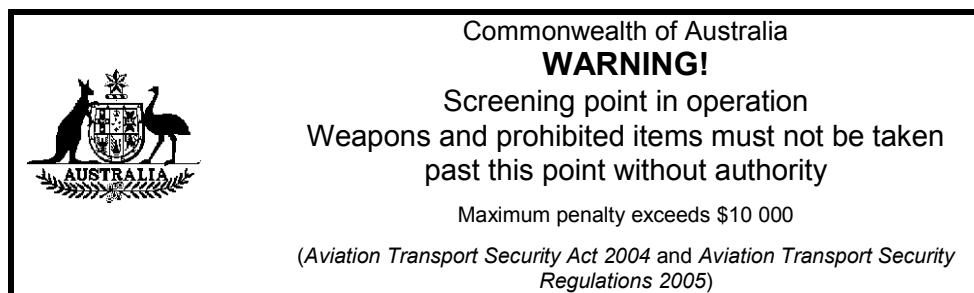 Commonwealth of Australia
WARNING!
Screening point in operation
Weapons and prohibited items must not be taken
past this point without authority
AUSTRALIA
Maximum penalty exceeds $10 000
(Aviation Transport Security Act 2004 and Aviation Transport Security
Regulations 2005)